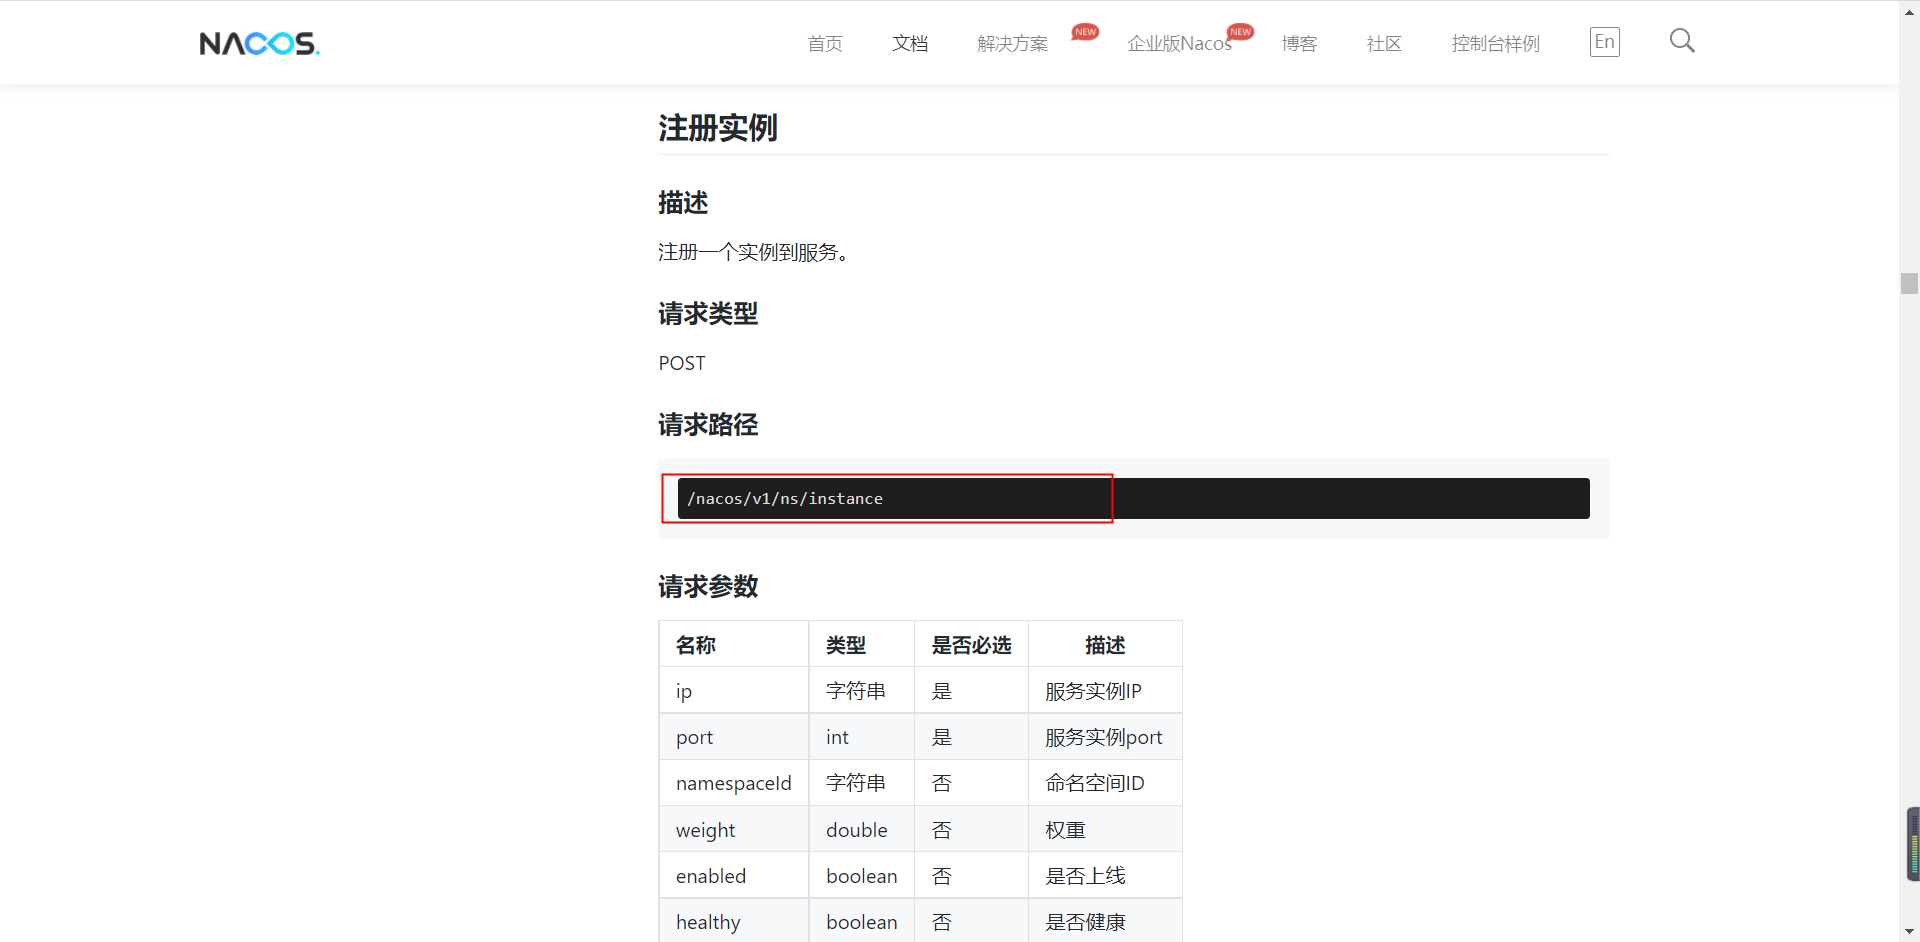 NACOS.
首页 文档 解决方案 NEW 企业版Nacos NEW 博客 社区 控制台样例 En
注册实例
描述
注册一个实例到服务。
请求类型
POST
请求路径
/nacos/v1/ns/instance
请求参数
名称 类型 是否必选 描述
ip 字符串 是 服务实例IP
port int 是 服务实例port
namespaceId 字符串 否 命名空间ID
weight double 否 权重
enabled boolean 否 是否上线
healthy boolean 否 是否健康